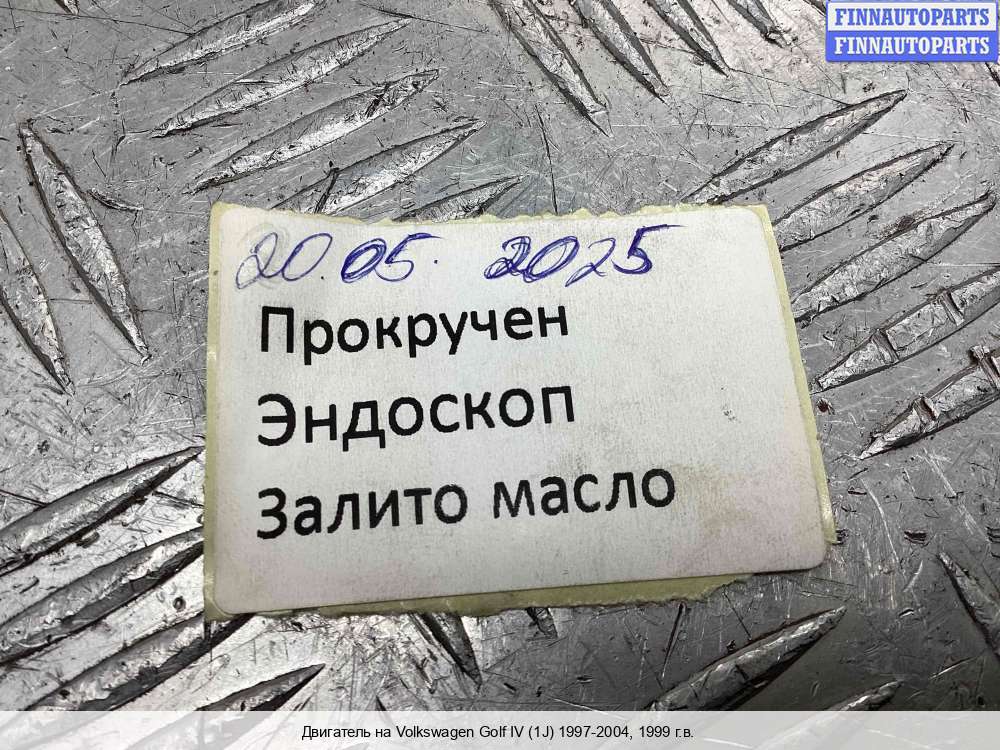 FINNAUTOPARTS
FINNAUTOPARTS
20.05. 2025
Прокручен
Эндоскоп
Залито масло
Двигатель на Volkswagen Golf IV (1J) 1997-2004, 1999 г.в.